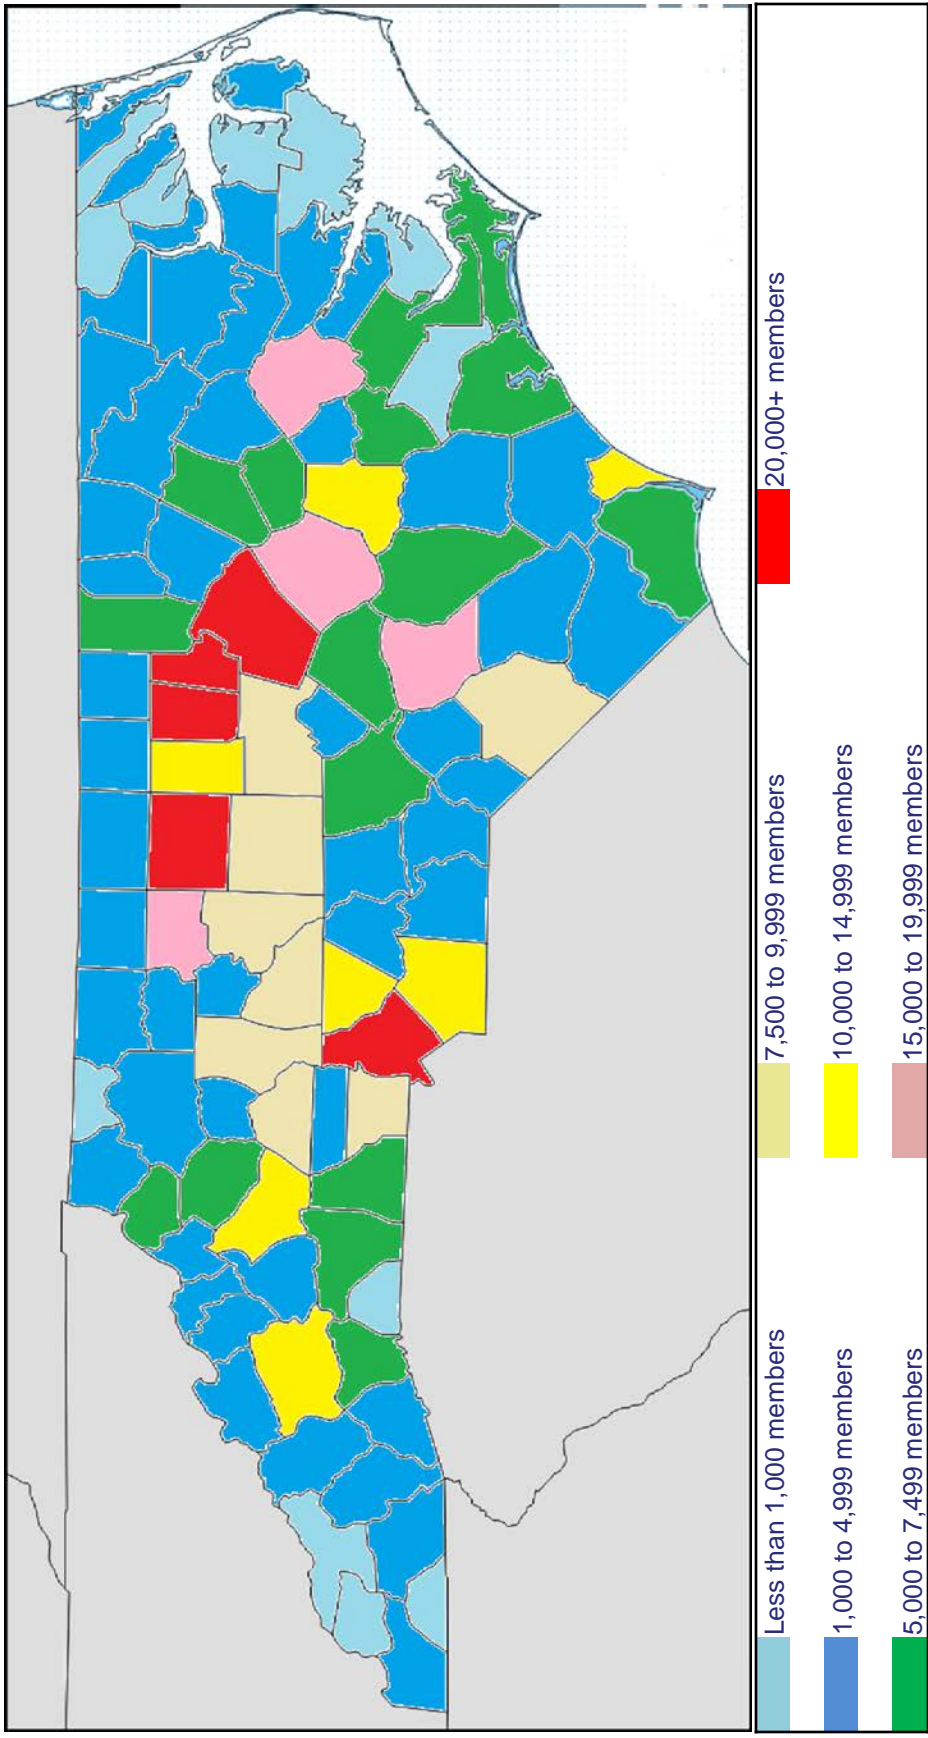 Less than 1,000 members
7,500 to 9,999 members
20,000+ members
1,000 to 4,999 members
10,000 to 14,999 members
5,000 to 7,499 members
15,000 to 19,999 members